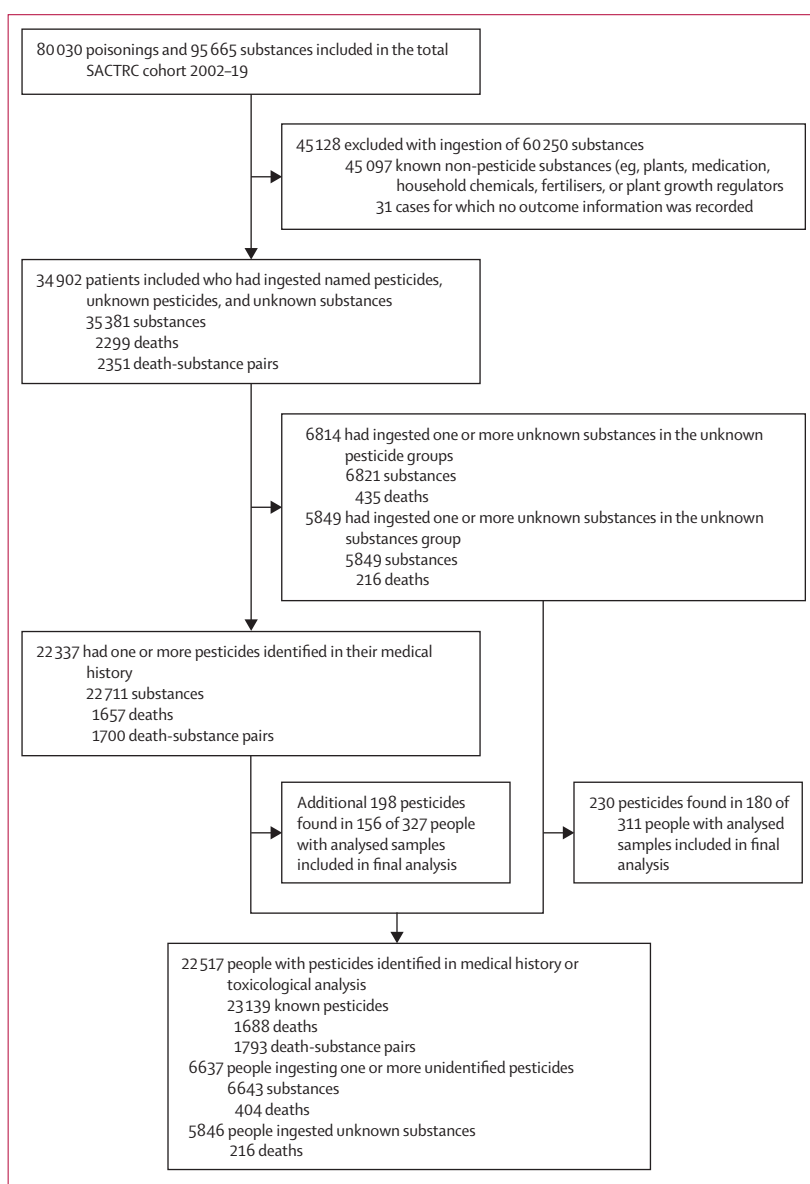 80 030 poisonings and 95 665 substances included in the total
SACTRC cohort 2002–19
45 128 excluded with ingestion of 60 250 substances
45 097 known non-pesticide substances (eg, plants, medication,
household chemicals, fertilisers, or plant growth regulators
31 cases for which no outcome information was recorded
34 902 patients included who had ingested named pesticides,
unknown pesticides, and unknown substances
35 381 substances
2299 deaths
2351 death-substance pairs
6814 had ingested one or more unknown substances in the unknown
pesticide groups
6821 substances
435 deaths
5849 had ingested one or more unknown substances in the unknown
substances group
5849 substances
216 deaths
22 337 had one or more pesticides identified in their medical
history
22 711 substances
1657 deaths
1700 death-substance pairs
Additional 198 pesticides
found in 156 of 327 people
with analysed samples
included in final analysis
230 pesticides found in 180 of
311 people with analysed
samples included in final
analysis
22 517 people with pesticides identified in medical history or
toxicological analysis
23 139 known pesticides
1688 deaths
1793 death-substance pairs
6637 people ingesting one or more unidentified pesticides
6643 substances
404 deaths
5846 people ingested unknown substances
216 deaths